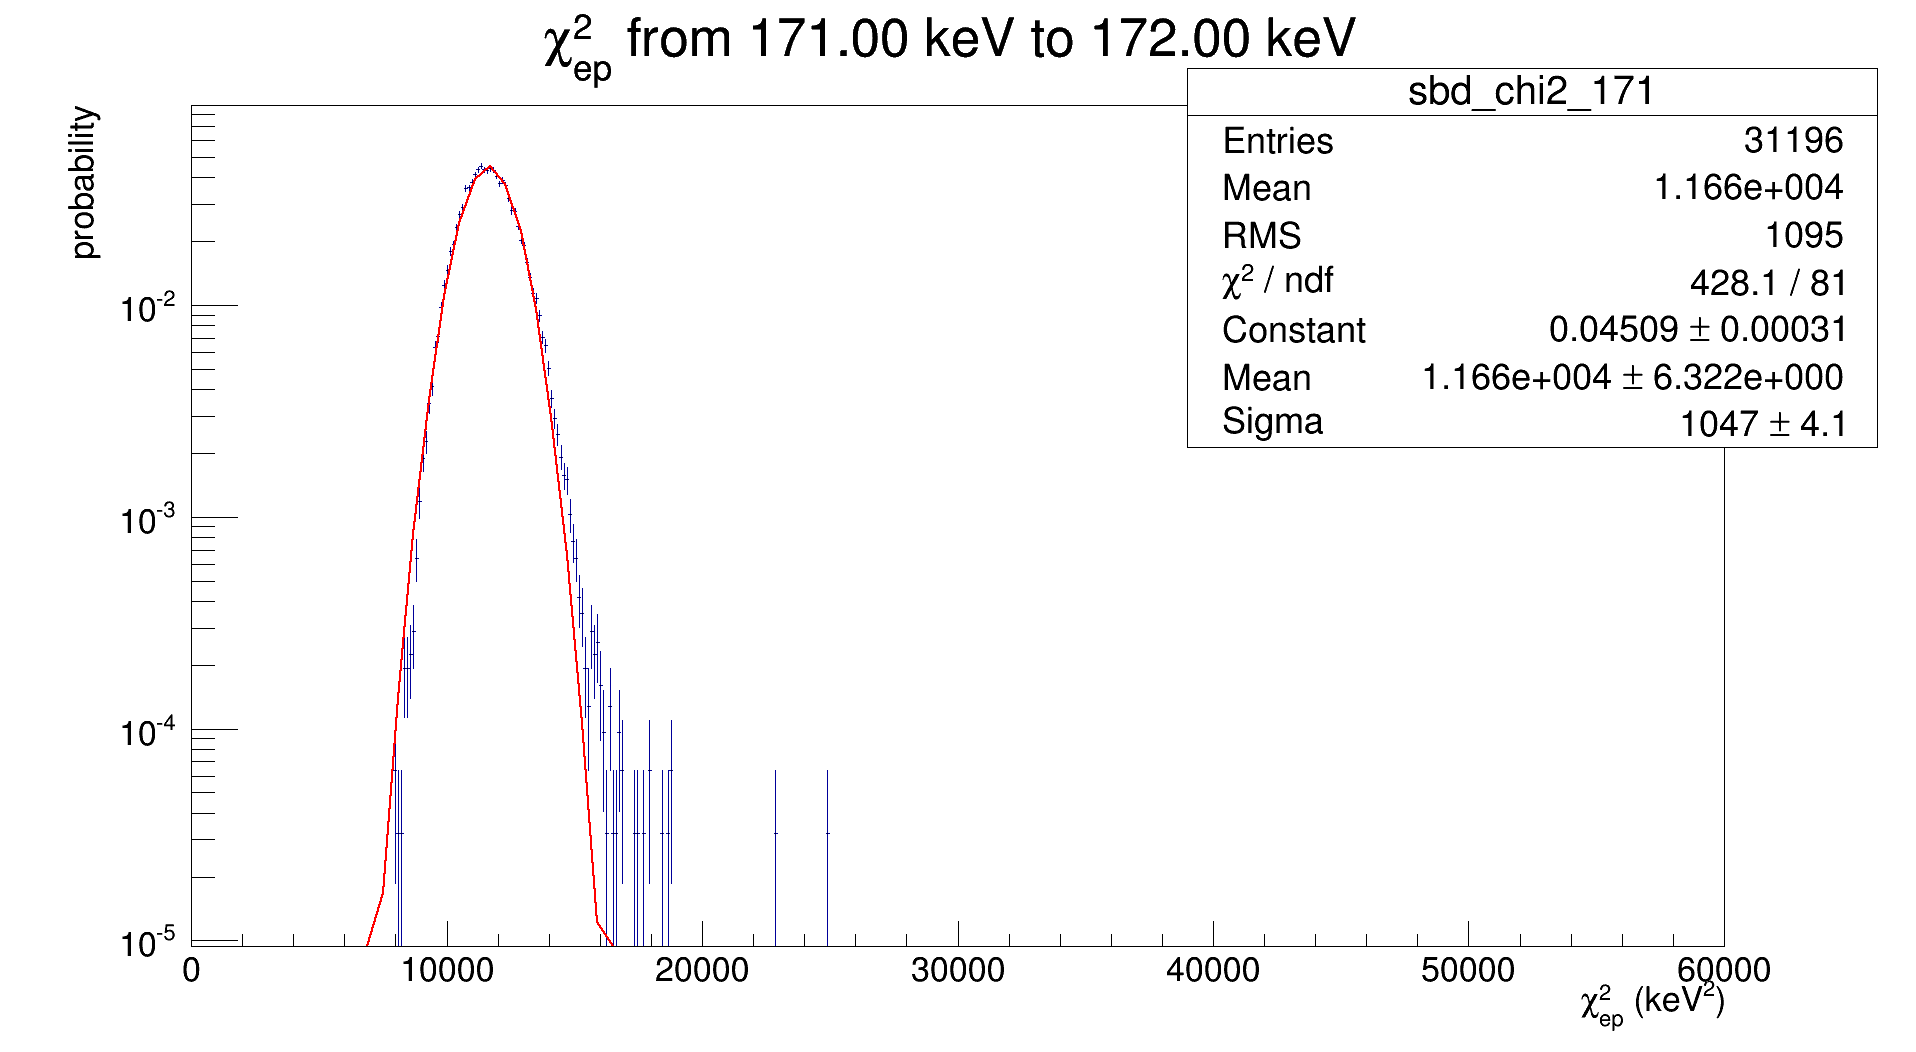 χ²ep from 171.00 keV to 172.00 keV
sbd_chi2_171
Entries 31196
Mean 1.166e+004
RMS 1095
χ² / ndf 428.1 / 81
Constant 0.04509 ± 0.00031
Mean 1.166e+004 ± 6.322e+000
Sigma 1047 ± 4.1
probability
10⁻²
10⁻³
10⁻⁴
10⁻⁵
0 10000 20000 30000 40000 50000 60000
χ²ep (keV²)